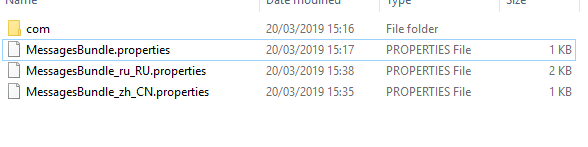 Name Date modified Type Size
com 20/03/2019 15:16 File folder
MessagesBundle.properties 20/03/2019 15:17 PROPERTIES File 1 KB
MessagesBundle_ru_RU.properties 20/03/2019 15:38 PROPERTIES File 2 KB
MessagesBundle_zh_CN.properties 20/03/2019 15:35 PROPERTIES File 1 KB